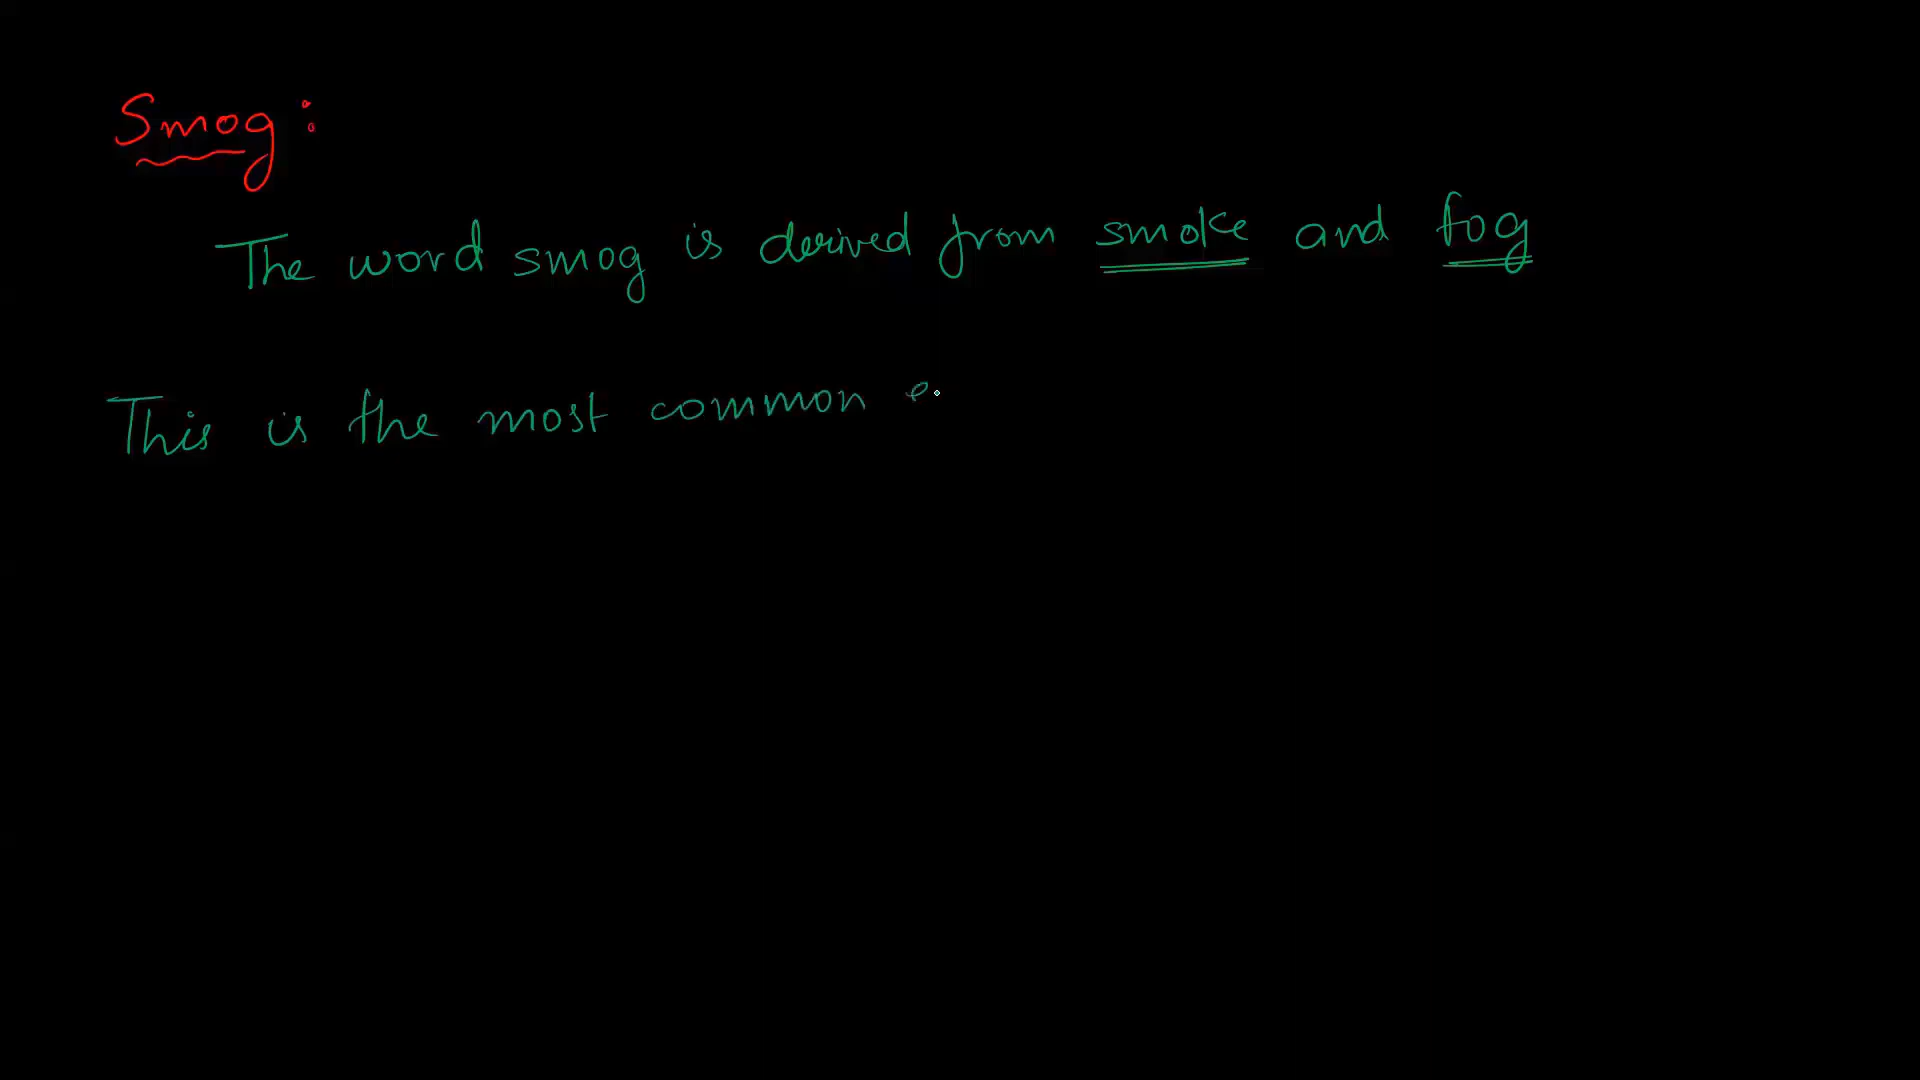 Smog:
The word smog is derived from smoke and fog
This is the most common e